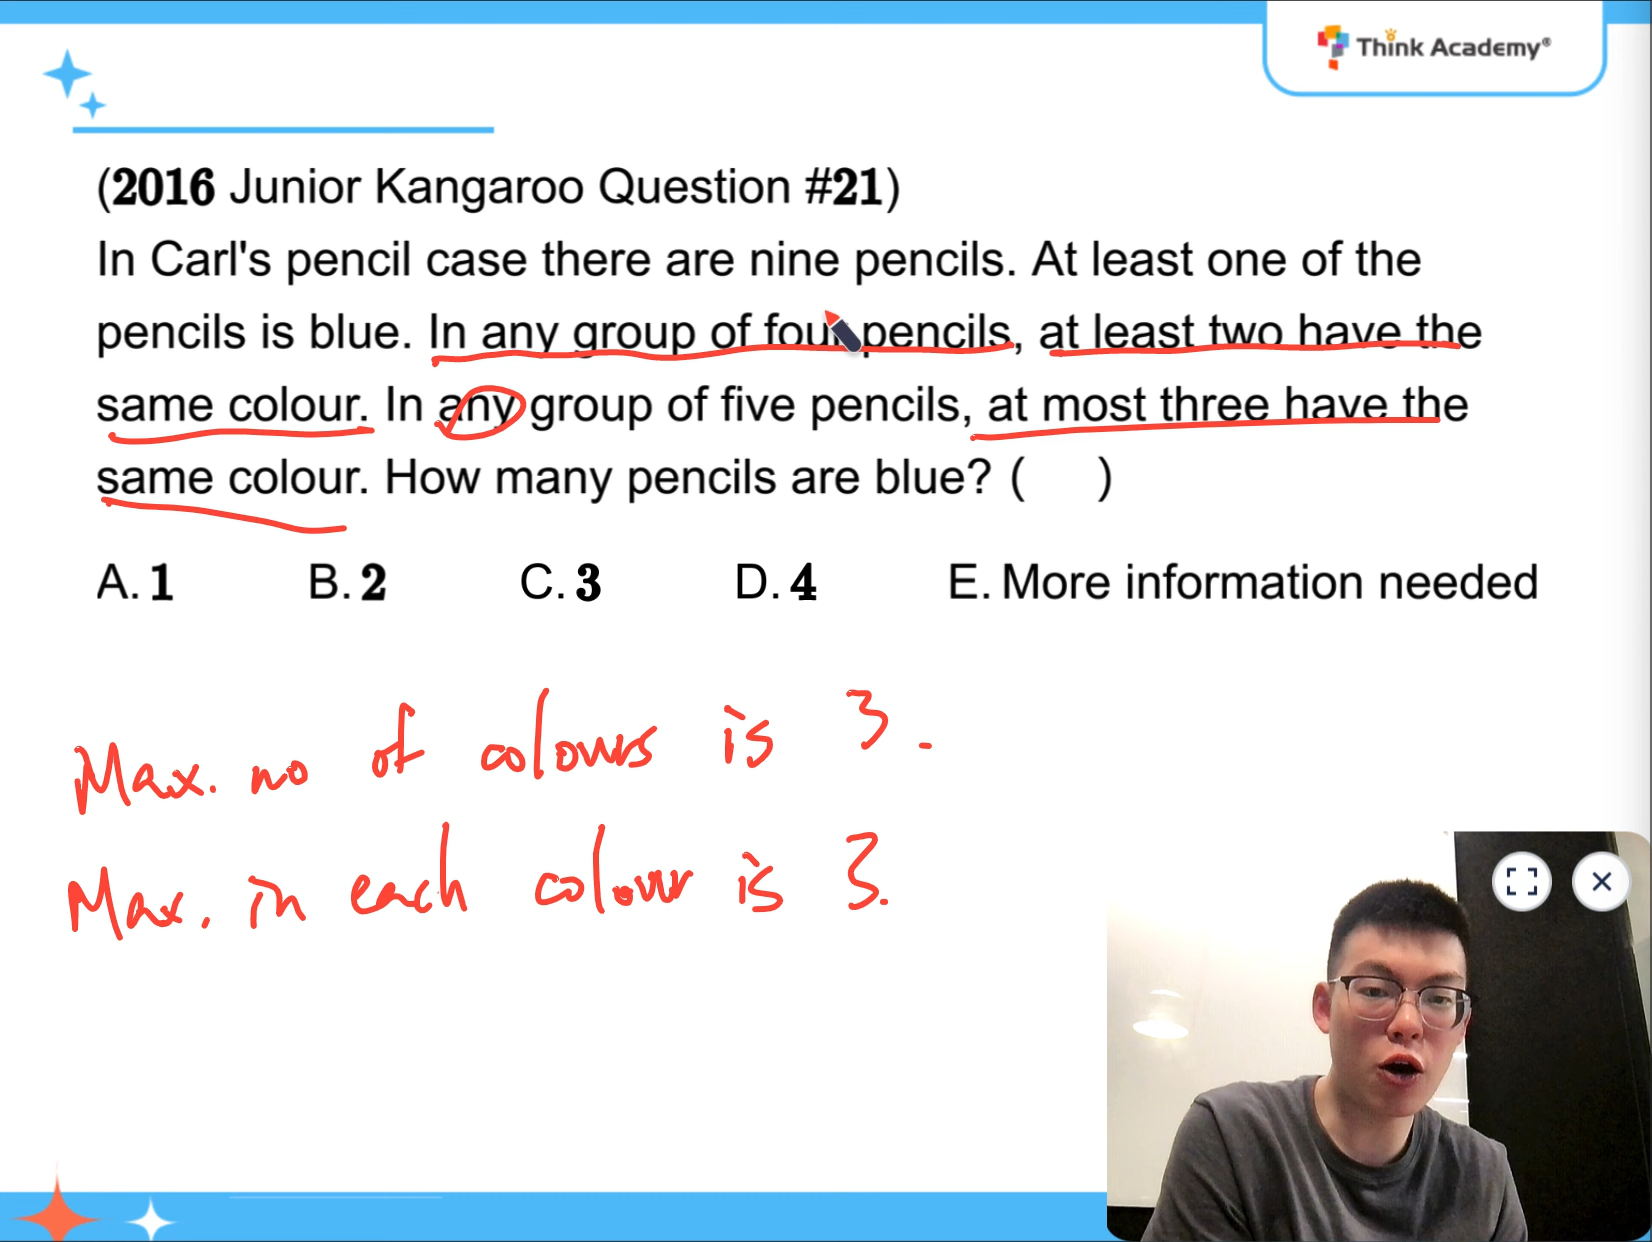 Think Academy®
(2016 Junior Kangaroo Question #21)
In Carl's pencil case there are nine pencils. At least one of the
pencils is blue. In any group of four pencils, at least two have the
same colour. In any group of five pencils, at most three have the
same colour. How many pencils are blue? ( )
A. 1 B. 2 C. 3 D. 4 E. More information needed
Max. no of colours is 3.
Max. in each colour is 3.